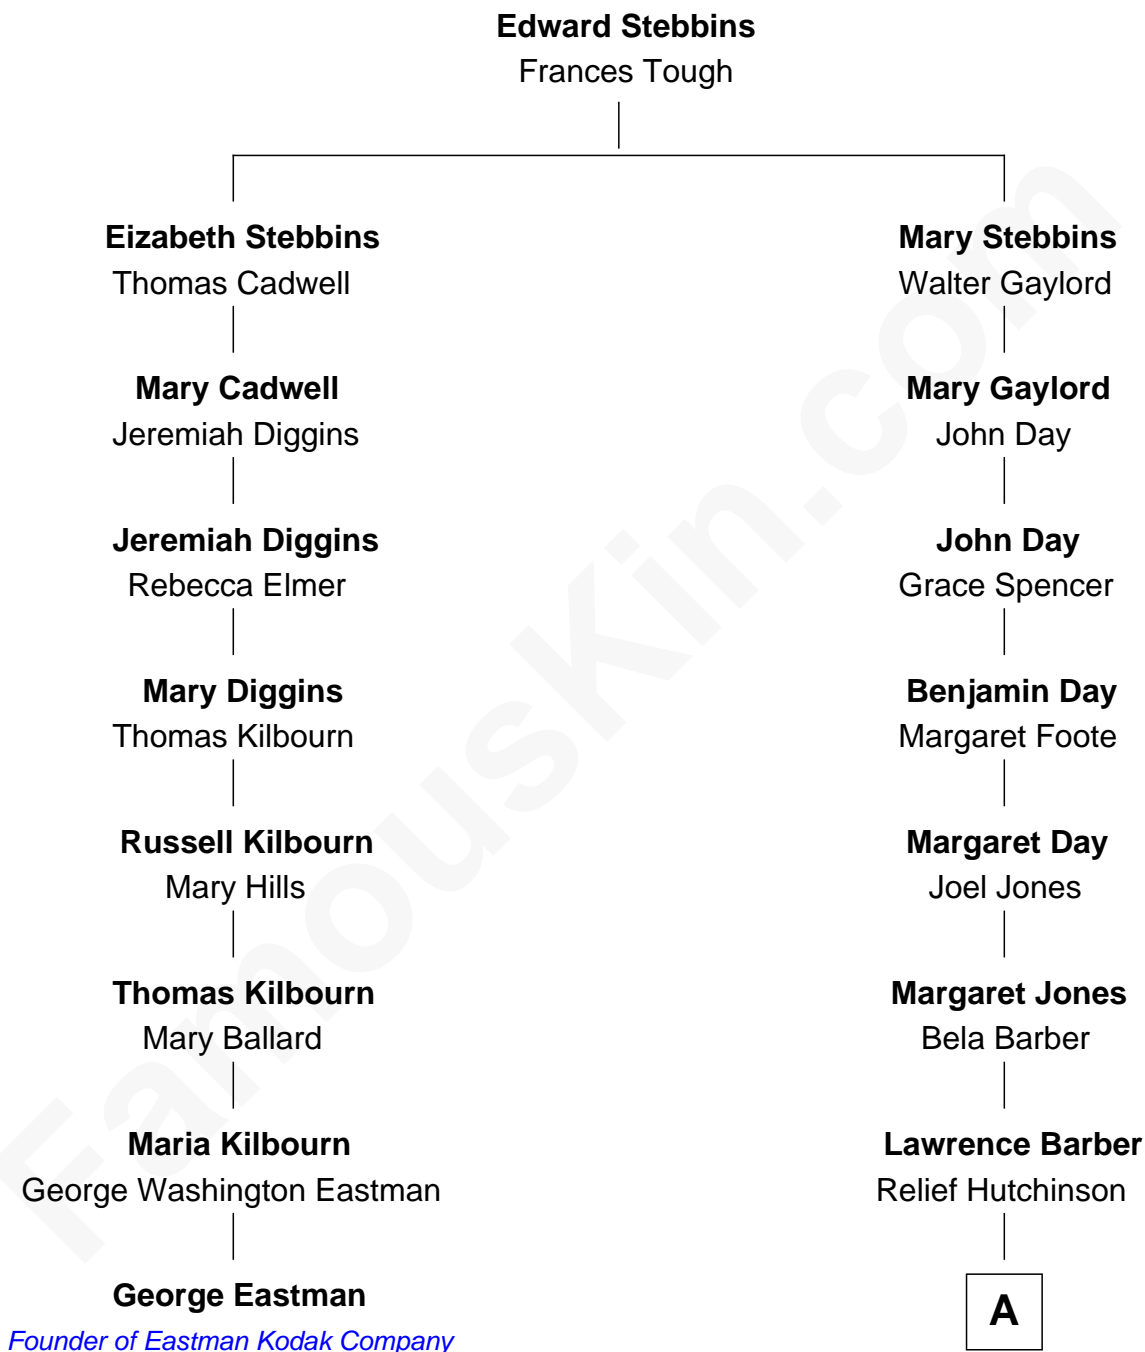 Edward Stebbins
Frances Tough
Eizabeth Stebbins
Thomas Cadwell
Mary Stebbins
Walter Gaylord
Mary Cadwell
Jeremiah Diggins
Mary Gaylord
John Day
Jeremiah Diggins
Rebecca Elmer
John Day
Grace Spencer
Mary Diggins
Thomas Kilbourn
Benjamin Day
Margaret Foote
Russell Kilbourn
Mary Hills
Margaret Day
Joel Jones
Thomas Kilbourn
Mary Ballard
Margaret Jones
Bela Barber
Maria Kilbourn
George Washington Eastman
Lawrence Barber
Relief Hutchinson
George Eastman
Founder of Eastman Kodak Company
A
FamousKin.com